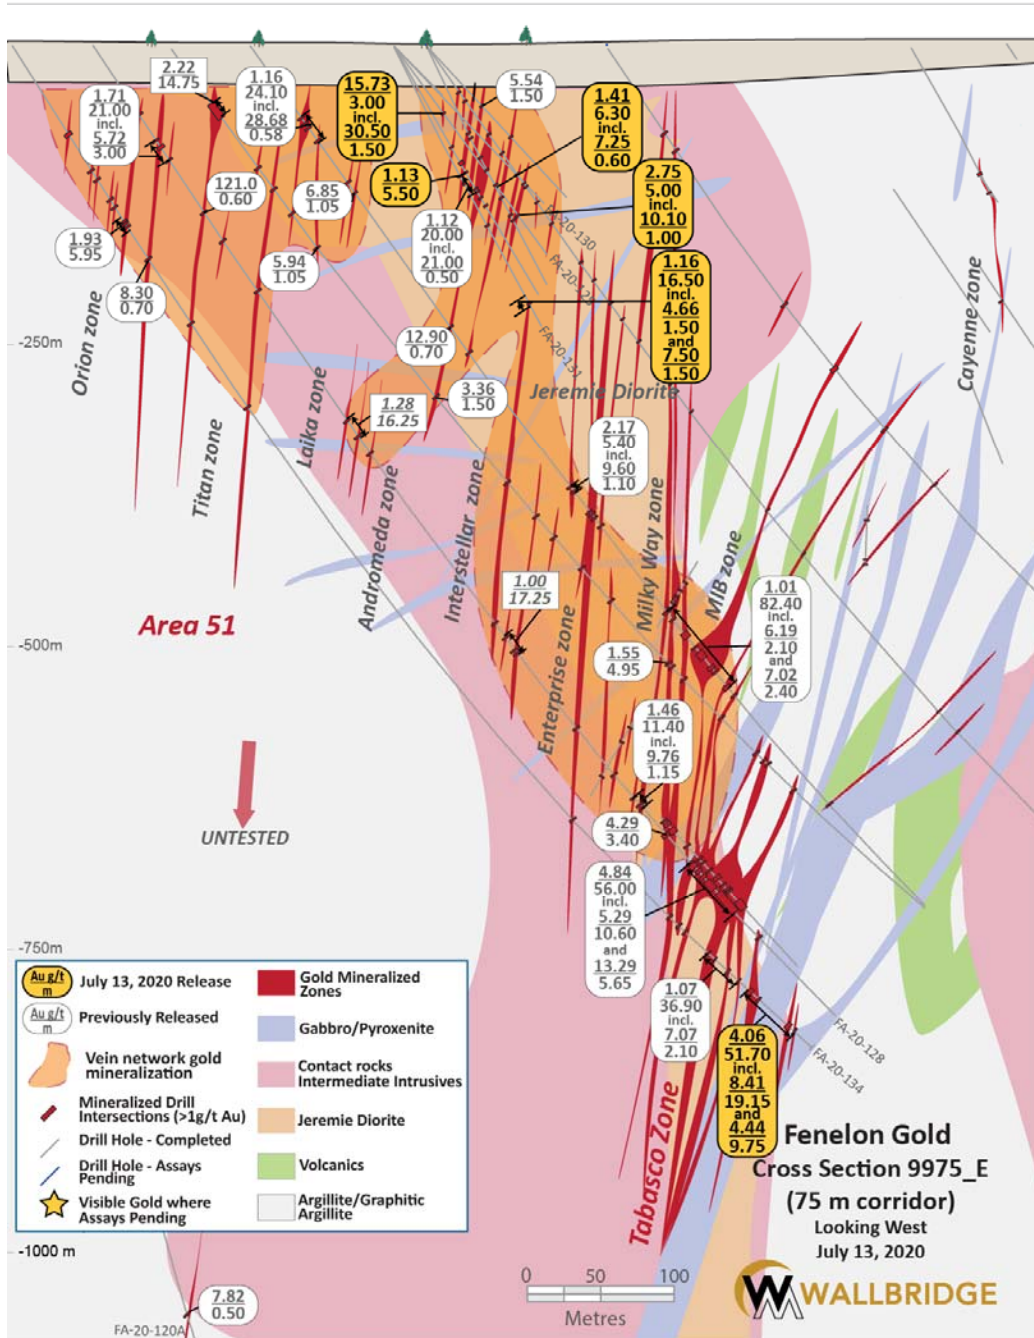 2.22
14.75
1.16
24.10
incl.
28.68
0.58
15.73
3.00
incl.
30.50
1.50
5.54
1.50
1.41
6.30
incl
7.25
0.60
1.71
21.00
incl.
5.72
3.00
1.13
5.50
2.75
5.00
incl.
10.10
1.00
121.0
0.60
6.85
1.05
1.12
20.00
incl.
21.00
0.50
FA-20-130
1.93
5.95
5.94
1.05
1.16
16.50
incl.
4.66
1.50
and
7.50
1.50
8.30
0.70
FA-20-131
12.90
0.70
-250m
Orion zone
Cayenne zone
3.36
1.50
Jeremie Diorite
1.28
16.25
2.17
5.40
incl.
9.60
1.10
Titan zone
Laika zone
Andromeda zone
Interstellar zone
Milky Way zone
MIB zone
1.00
17.25
1.01
82.40
incl.
6.19
2.10
and
7.02
2.40
Area 51
-500m
Enterprise zone
1.55
4.95
1.46
11.40
incl.
9.76
1.15
UNTESTED
4.29
3.40
4.84
56.00
incl.
5.29
10.60
and
13.29
5.65
-750m
1.07
36.90
incl.
7.07
2.10
FA-20-128
FA-20-134
4.06
51.70
incl.
8.41
19.15
and
4.44
9.75
Tabasco Zone
Au g/t
m
July 13, 2020 Release
Au g/t
m
Previously Released
Vein network gold
mineralization
Mineralized Drill
Intersections (>1g/t Au)
Drill Hole - Completed
Drill Hole - Assays
Pending
Visible Gold where
Assays Pending
Gold Mineralized
Zones
Gabbro/Pyroxenite
Contact rocks
Intermediate Intrusives
Jeremie Diorite
Volcanics
Argillite/Graphitic
Argillite
Fenelon Gold
Cross Section 9975_E
(75 m corridor)
Looking West
July 13, 2020
-1000 m
0 50 100
Metres
WALLBRIDGE
7.82
0.50
FA-20-120A